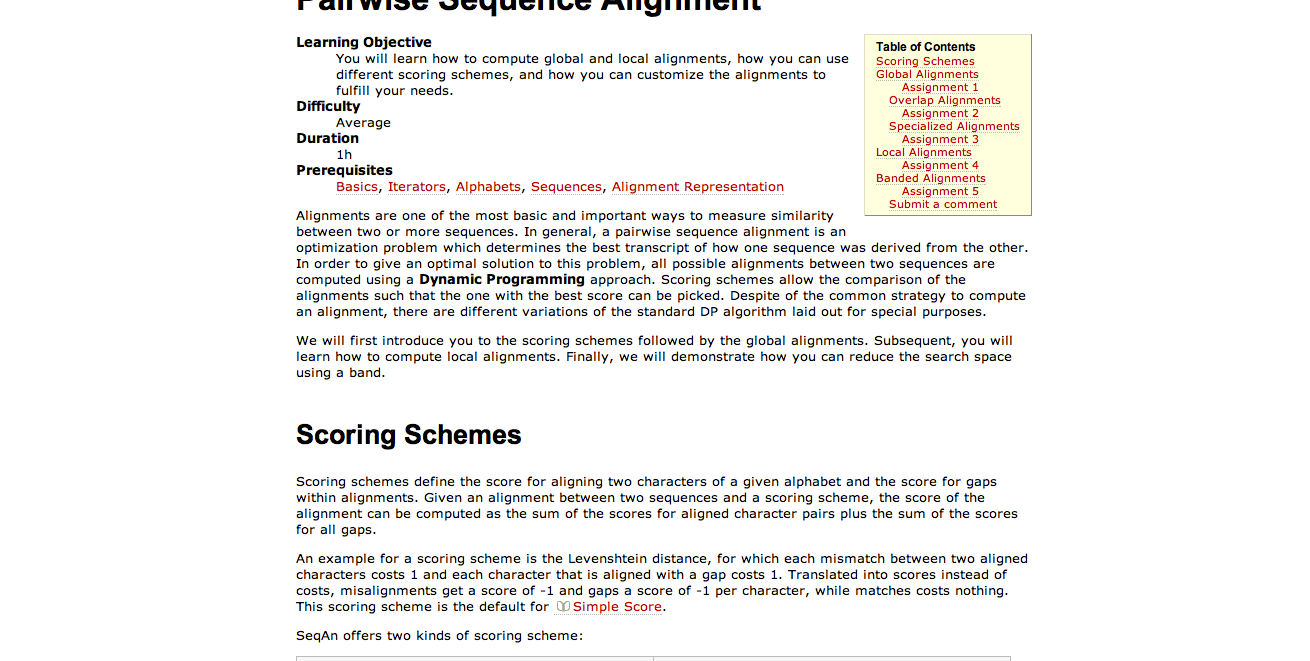 Pairwise Sequence Alignment
Learning Objective
You will learn how to compute global and local alignments, how you can use
different scoring schemes, and how you can customize the alignments to
fulfill your needs.
Difficulty
Average
Duration
1h
Prerequisites
Basics, Iterators, Alphabets, Sequences, Alignment Representation
Table of Contents
Scoring Schemes
Global Alignments
Assignment 1
Overlap Alignments
Assignment 2
Specialized Alignments
Assignment 3
Local Alignments
Assignment 4
Banded Alignments
Assignment 5
Submit a comment
Alignments are one of the most basic and important ways to measure similarity
between two or more sequences. In general, a pairwise sequence alignment is an
optimization problem which determines the best transcript of how one sequence was derived from the other.
In order to give an optimal solution to this problem, all possible alignments between two sequences are
computed using a Dynamic Programming approach. Scoring schemes allow the comparison of the
alignments such that the one with the best score can be picked. Despite of the common strategy to compute
an alignment, there are different variations of the standard DP algorithm laid out for special purposes.
We will first introduce you to the scoring schemes followed by the global alignments. Subsequent, you will
learn how to compute local alignments. Finally, we will demonstrate how you can reduce the search space
using a band.
Scoring Schemes
Scoring schemes define the score for aligning two characters of a given alphabet and the score for gaps
within alignments. Given an alignment between two sequences and a scoring scheme, the score of the
alignment can be computed as the sum of the scores for aligned character pairs plus the sum of the scores
for all gaps.
An example for a scoring scheme is the Levenshtein distance, for which each mismatch between two aligned
characters costs 1 and each character that is aligned with a gap costs 1. Translated into scores instead of
costs, misalignments get a score of -1 and gaps a score of -1 per character, while matches costs nothing.
This scoring scheme is the default for Simple Score.
SeqAn offers two kinds of scoring scheme: